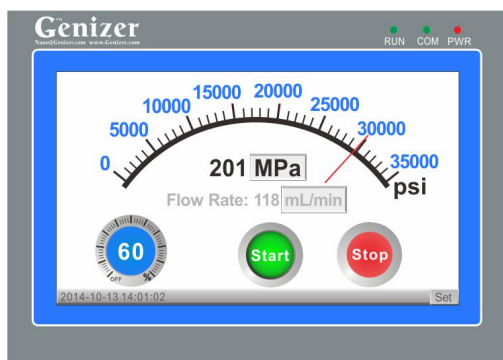 Genizer
Nano@Genizer.com www.Genizer.com
RUN COM PWR
0 5000 10000 15000 20000 25000 30000 35000
psi
201 MPa
Flow Rate: 118 mL/min
60
OFF %
Start
Stop
2014-10-13 14:01:02
Set